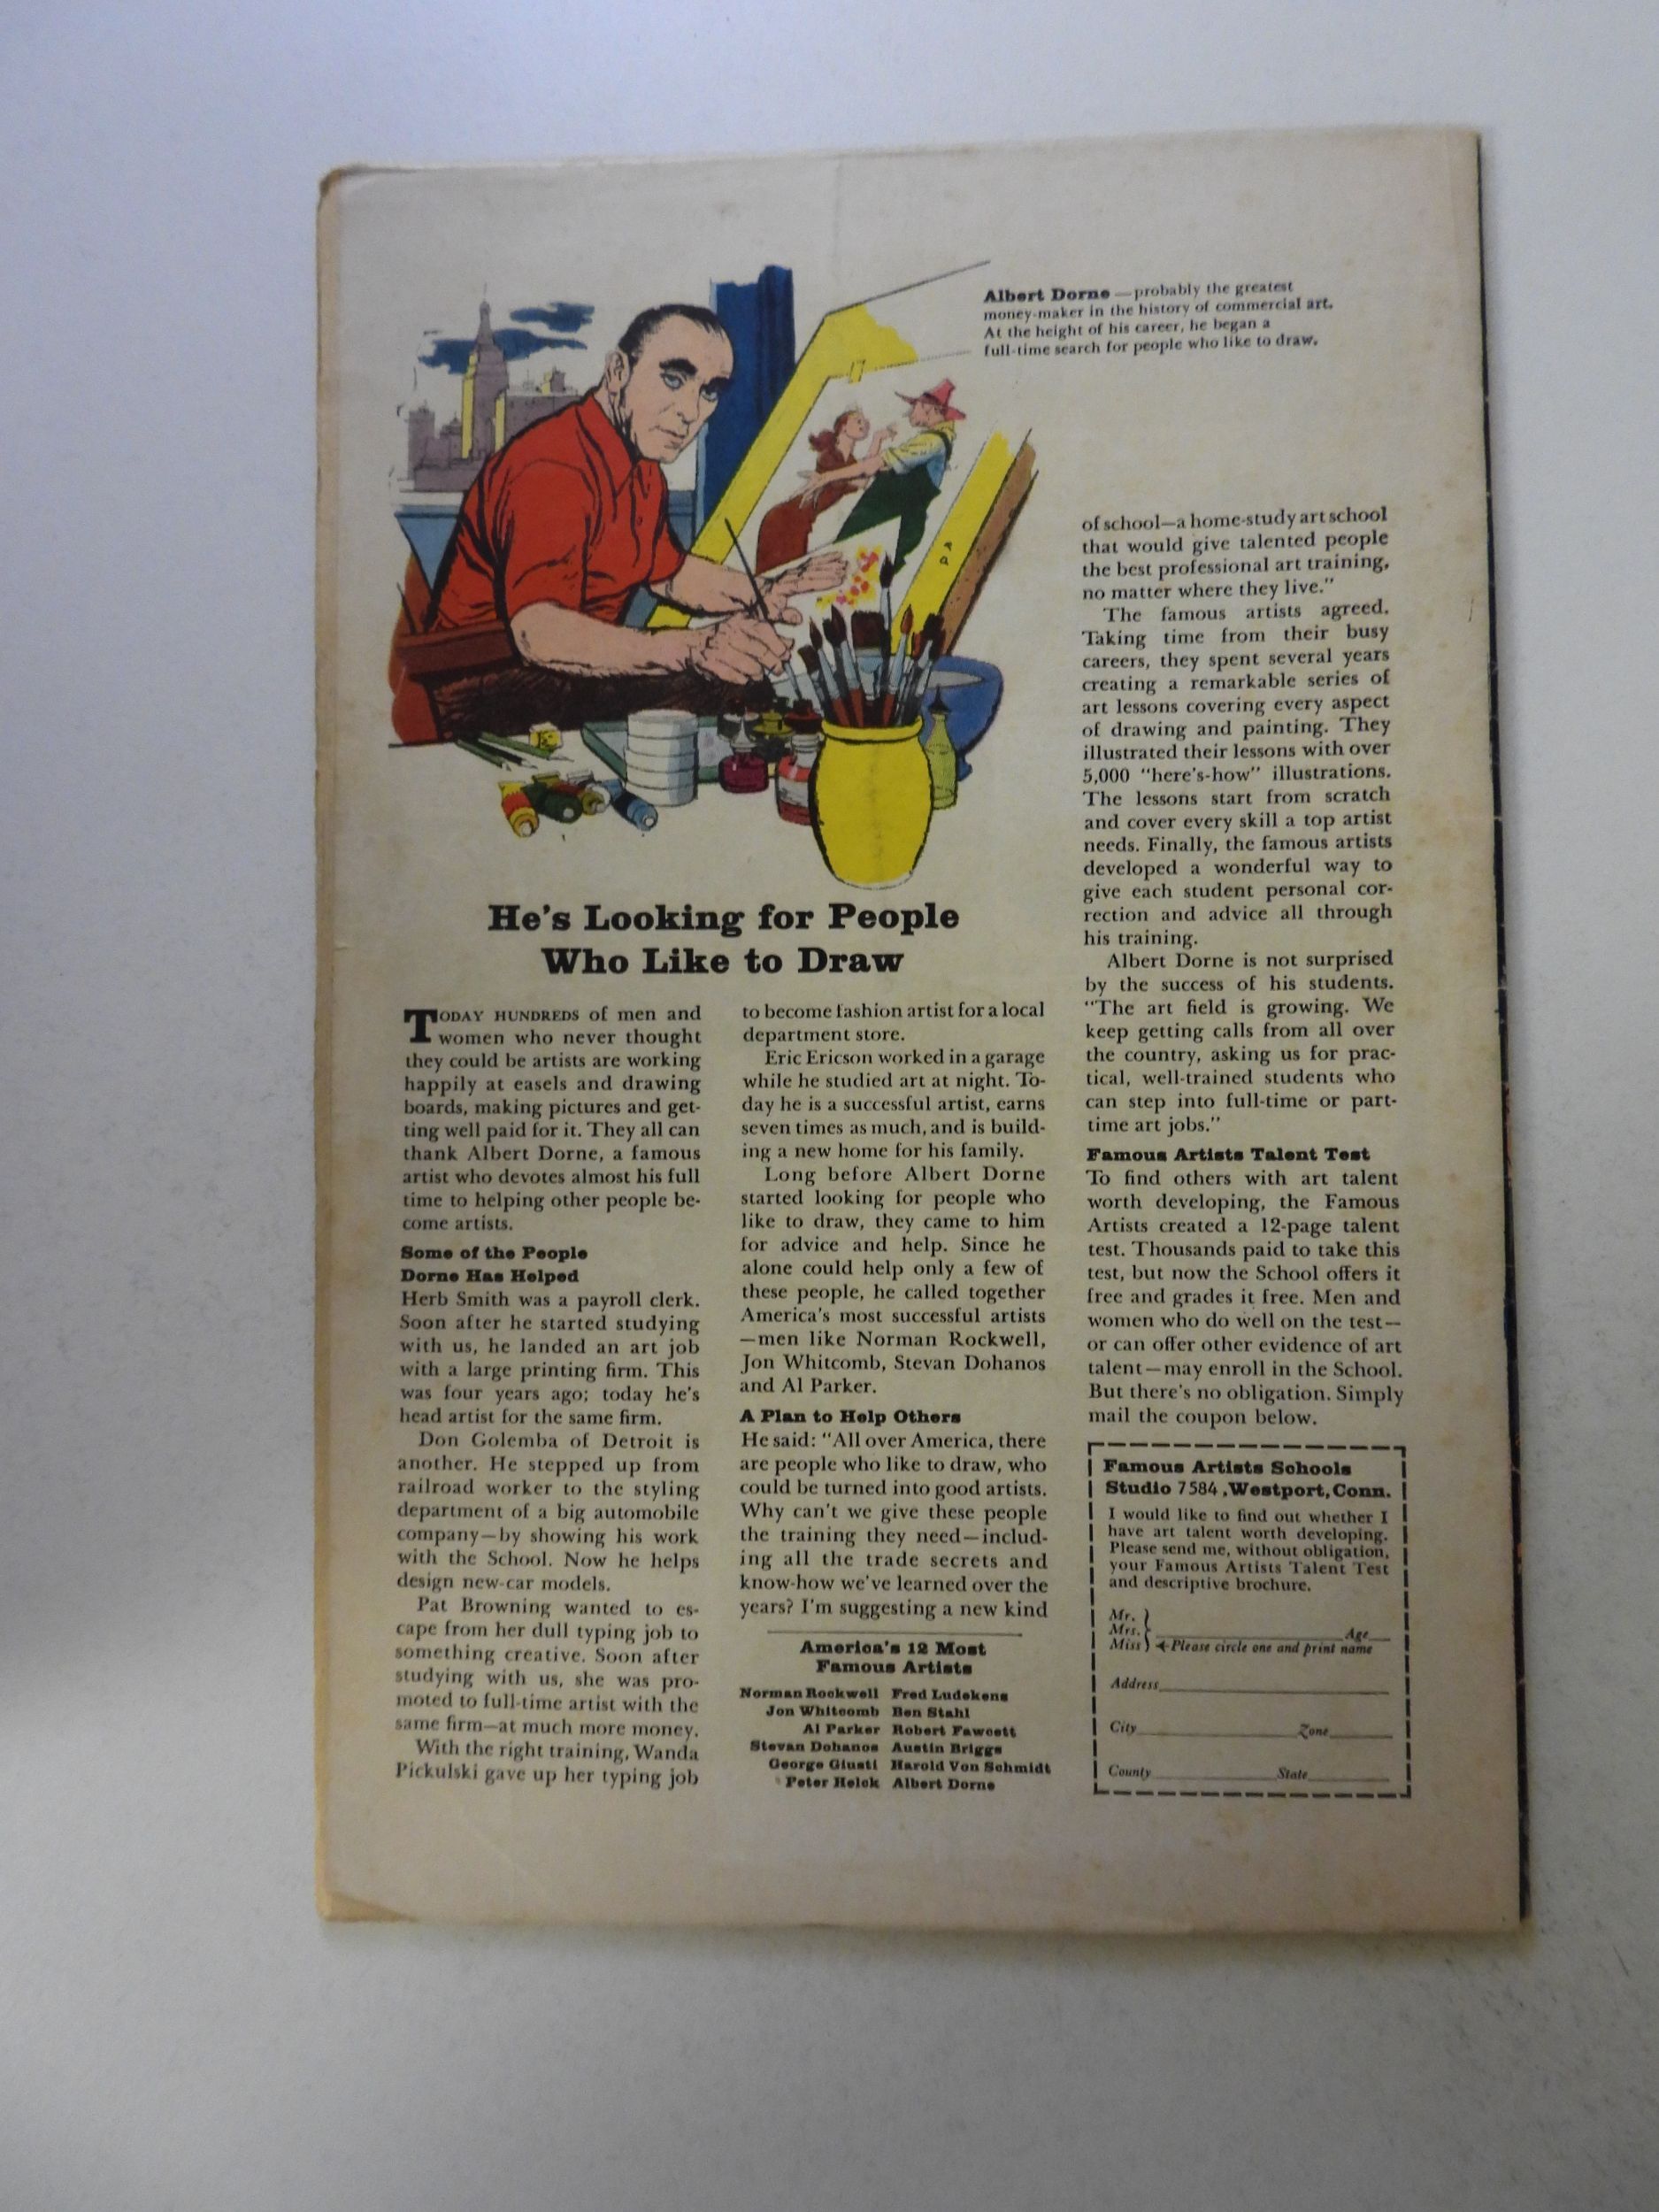 Albert Dorne — probably the greatest
money-maker in the history of commercial art.
At the height of his career, he began a
full-time search for people who like to draw.
He's Looking for People
Who Like to Draw
TODAY HUNDREDS of men and
women who never thought
they could be artists are working
happily at easels and drawing
boards, making pictures and get-
ting well paid for it. They all can
thank Albert Dorne, a famous
artist who devotes almost his full
time to helping other people be-
come artists.
Some of the People
Dorne Has Helped
Herb Smith was a payroll clerk.
Soon after he started studying
with us, he landed an art job
with a large printing firm. This
was four years ago; today he's
head artist for the same firm.
Don Golemba of Detroit is
another. He stepped up from
railroad worker to the styling
department of a big automobile
company—by showing his work
with the School. Now he helps
design new-car models.
Pat Browning wanted to es-
cape from her dull typing job to
something creative. Soon after
studying with us, she was pro-
moted to full-time artist with the
same firm—at much more money.
With the right training, Wanda
Pickulski gave up her typing job
to become fashion artist for a local
department store.
Eric Ericson worked in a garage
while he studied art at night. To-
day he is a successful artist, earns
seven times as much, and is build-
ing a new home for his family.
Long before Albert Dorne
started looking for people who
like to draw, they came to him
for advice and help. Since he
alone could help only a few of
these people, he called together
America's most successful artists
—men like Norman Rockwell,
Jon Whitcomb, Stevan Dohanos
and Al Parker.
A Plan to Help Others
He said: "All over America, there
are people who like to draw, who
could be turned into good artists.
Why can't we give these people
the training they need—includ-
ing all the trade secrets and
know-how we've learned over the
years? I'm suggesting a new kind
America's 12 Most
Famous Artists
Norman Rockwell Fred Ludekens
Jon Whitcomb Ben Stahl
Al Parker Robert Fawcett
Stevan Dohanos Austin Briggs
George Giusti Harold Von Schmidt
Peter Helck Albert Dorne
of school—a home-study art school
that would give talented people
the best professional art training,
no matter where they live."
The famous artists agreed.
Taking time from their busy
careers, they spent several years
creating a remarkable series of
art lessons covering every aspect
of drawing and painting. They
illustrated their lessons with over
5,000 "here's-how" illustrations.
The lessons start from scratch
and cover every skill a top artist
needs. Finally, the famous artists
developed a wonderful way to
give each student personal cor-
rection and advice all through
his training.
Albert Dorne is not surprised
by the success of his students.
"The art field is growing. We
keep getting calls from all over
the country, asking us for prac-
tical, well-trained students who
can step into full-time or part-
time art jobs."
Famous Artists Talent Test
To find others with art talent
worth developing, the Famous
Artists created a 12-page talent
test. Thousands paid to take this
test, but now the School offers it
free and grades it free. Men and
women who do well on the test—
or can offer other evidence of art
talent—may enroll in the School.
But there's no obligation. Simply
mail the coupon below.
Famous Artists Schools
Studio 7584, Westport, Conn.
I would like to find out whether I
have art talent worth developing.
Please send me, without obligation,
your Famous Artists Talent Test
and descriptive brochure.
Mr.
Mrs. Age
Miss Please circle one and print name
Address
City Zone
County State